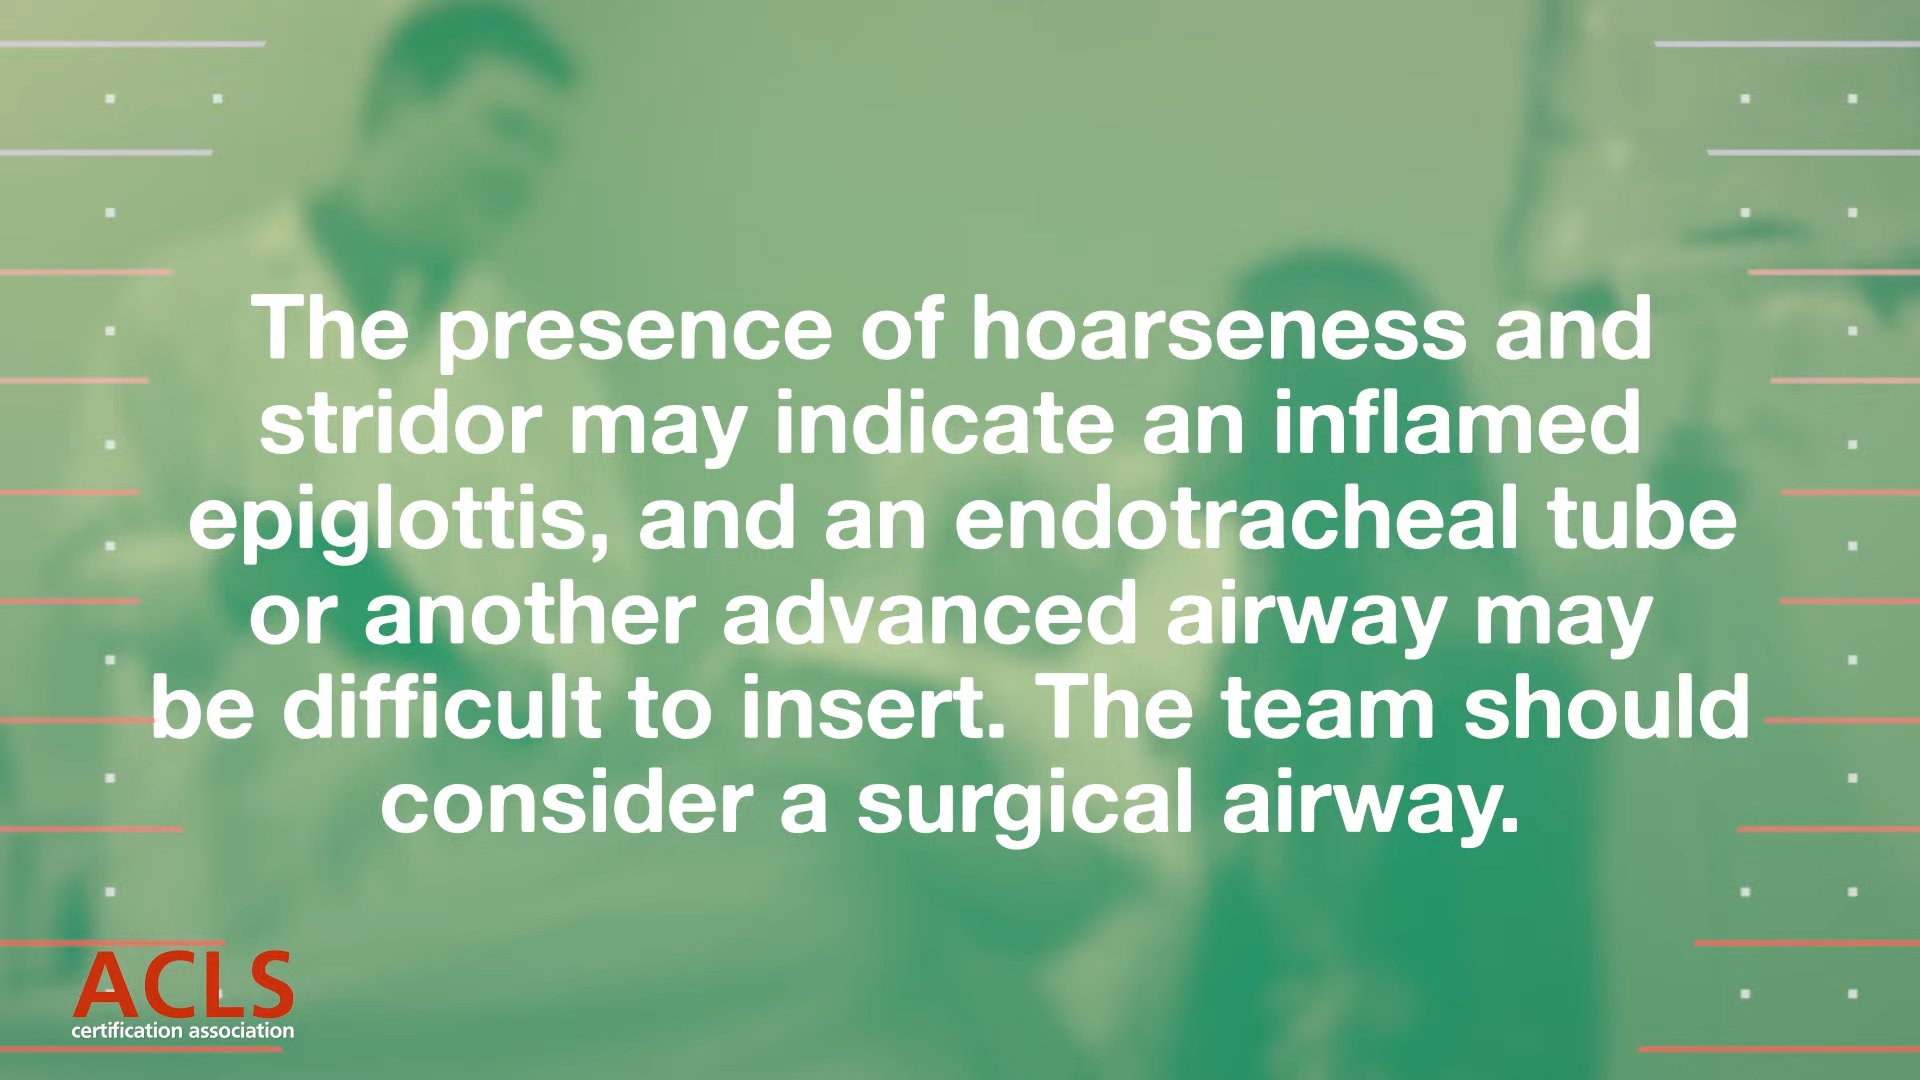 The presence of hoarseness and
stridor may indicate an inflamed
epiglottis, and an endotracheal tube
or another advanced airway may
be difficult to insert. The team should
consider a surgical airway.
ACLS
certification association